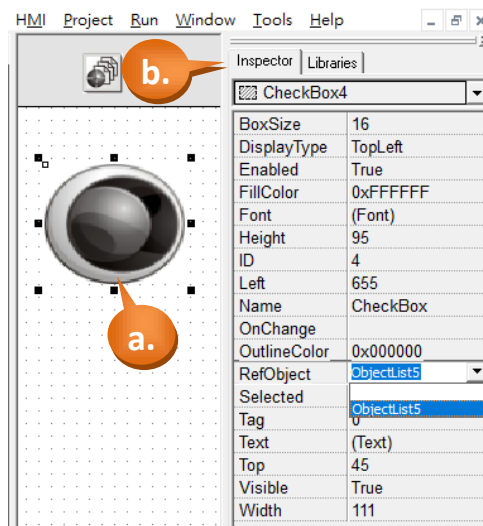 HMI Project Run Window Tools Help
b.
Inspector Libraries
CheckBox4
BoxSize 16
DisplayType TopLeft
Enabled True
FillColor 0xFFFFFF
Font (Font)
Height 95
ID 4
Left 655
Name CheckBox
a.
OnChange
OutlineColor 0x000000
RefObject ObjectList5
Selected
ObjectList5
Tag 0
Text (Text)
Top 45
Visible True
Width 111